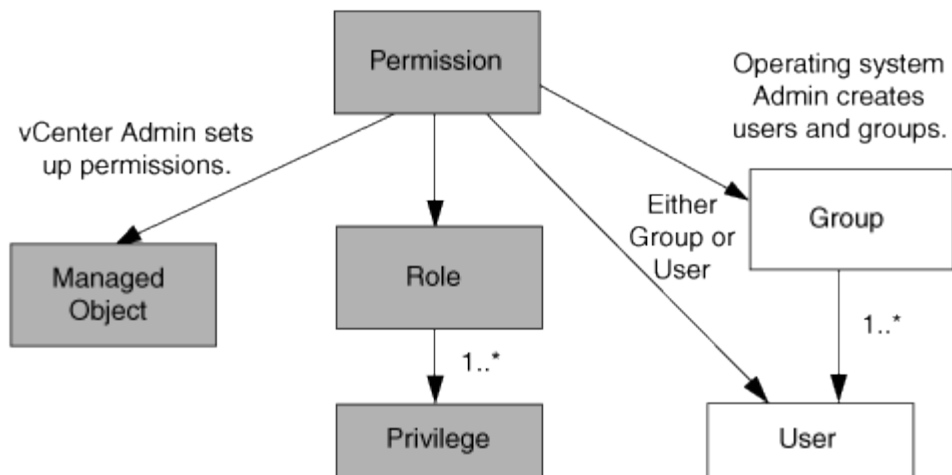 Permission
Operating system
Admin creates
users and groups.
vCenter Admin sets
up permissions.
Either
Group or
User
Group
Managed
Object
Role
1..*
1..*
Privilege
User